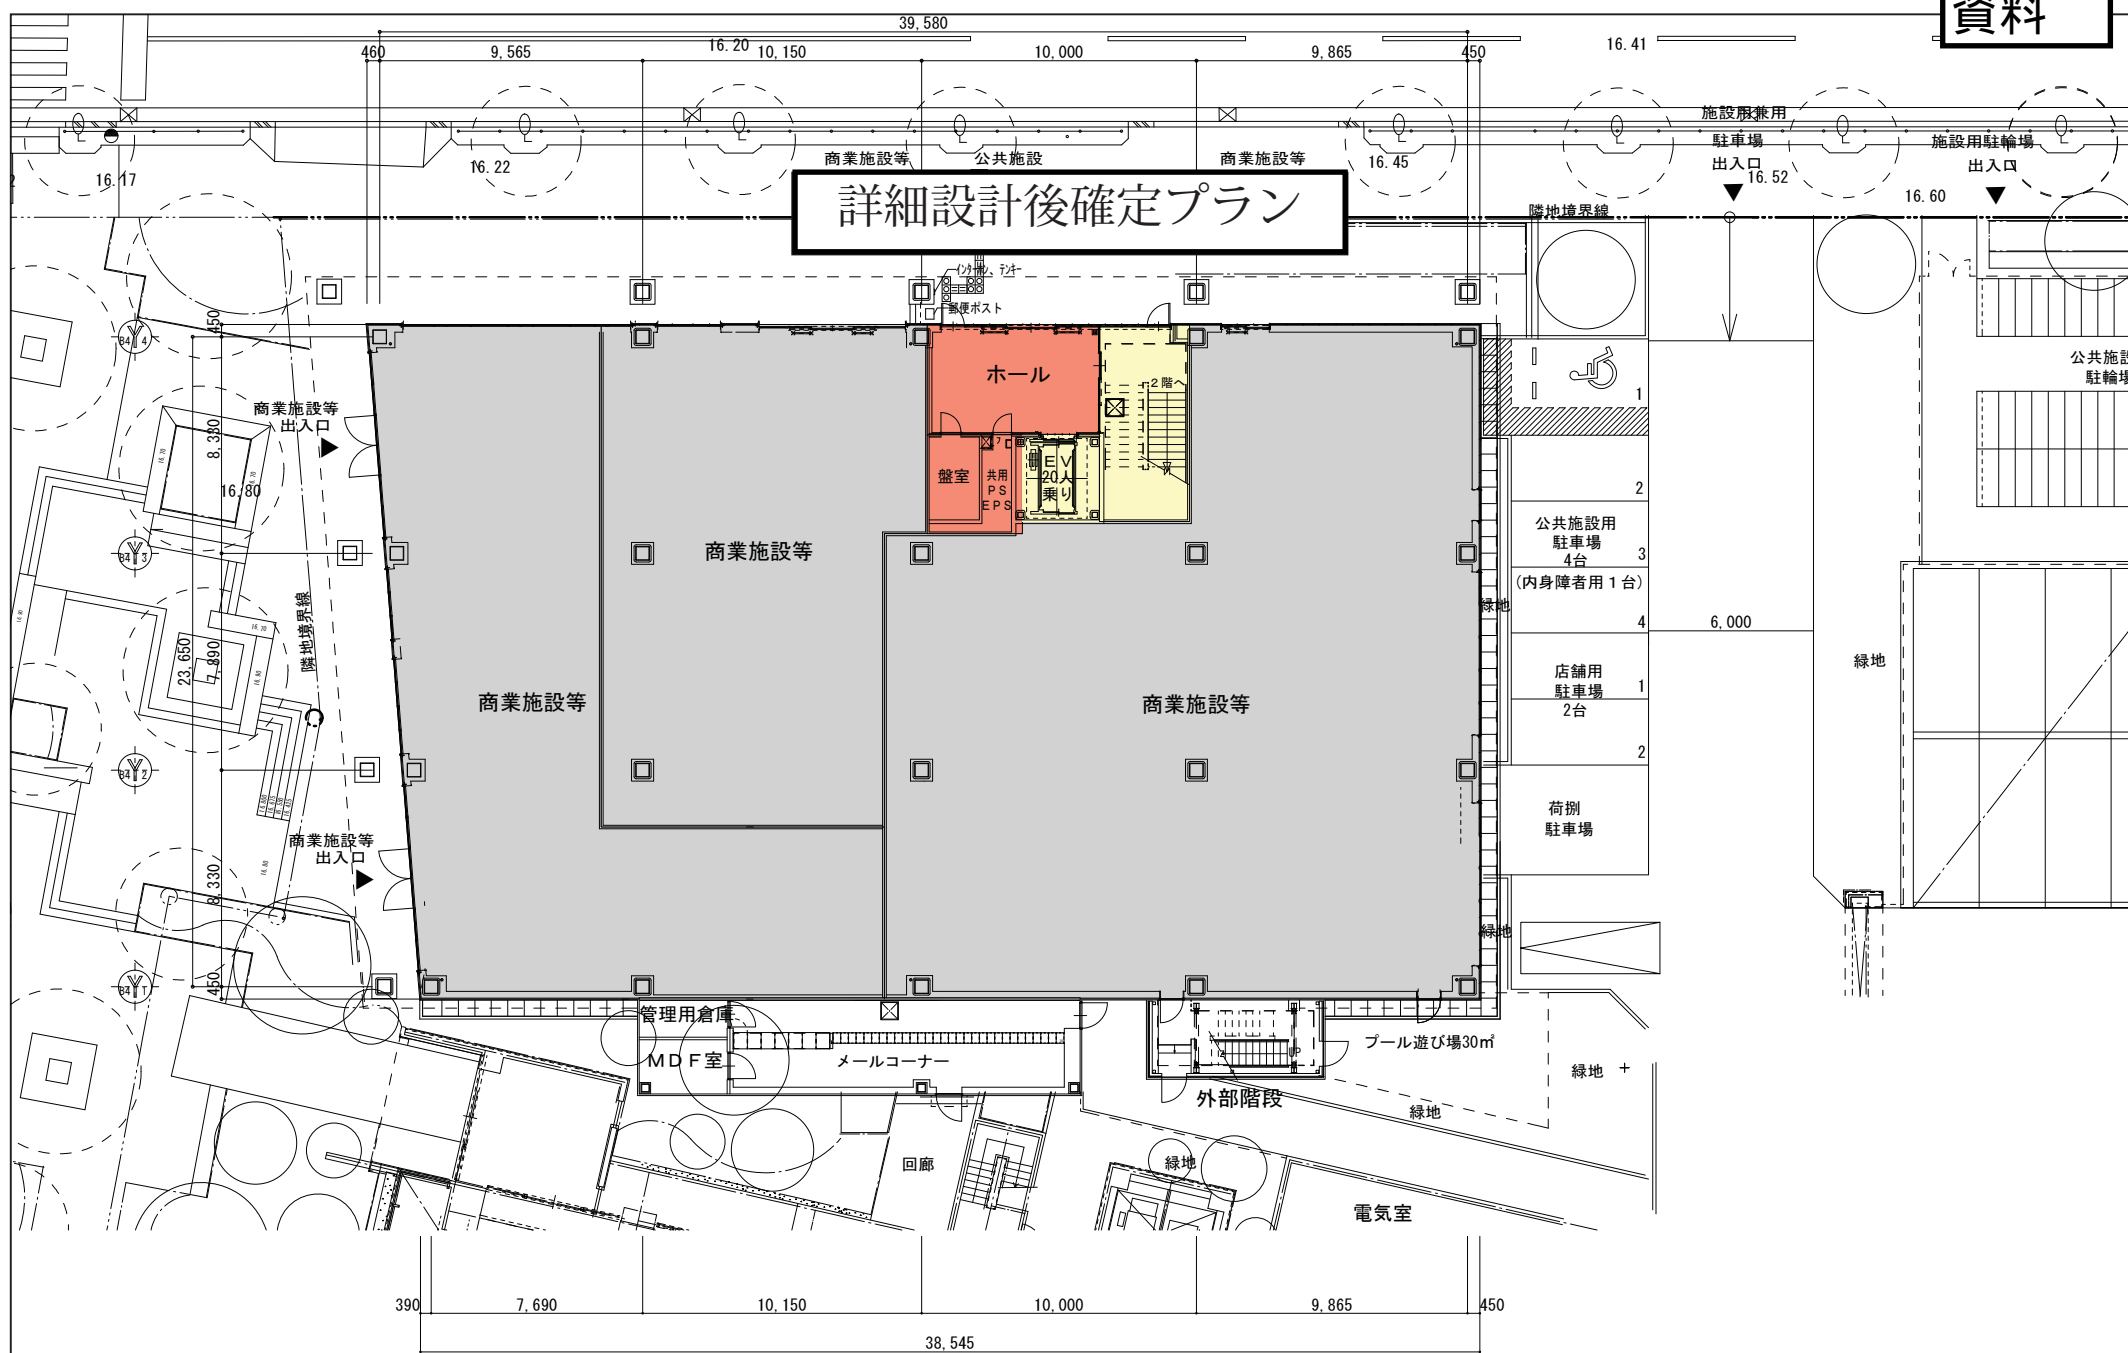 資料
39,580
460
9,565
16.20
10,150
10,000
9,865
450
16.41
施設用兼用
駐車場
出入口
施設用駐輪場
出入口
16.17
16.22
商業施設等
公共施設
商業施設等
16.45
16.52
16.60
詳細設計後確定プラン
隣地境界線
インターホン、テンキー
郵便ポスト
450
ホール
2階へ
公共施設
駐輪場
1
商業施設等
出入口
8,330
16,80
盤室
共用
PS
EPS
EV
20人
乗り
2
公共施設用
駐車場
4台
3
(内身障者用1台)
商業施設等
緑地
隣地境界線
4
6,000
23,650
7,890
商業施設等
商業施設等
店舗用
駐車場
2台
1
緑地
2
荷捌
駐車場
商業施設等
出入口
8,330
緑地
450
管理用倉庫
MDF室
メールコーナー
UP
プール遊び場30㎡
外部階段
緑地
緑地
回廊
緑地
電気室
390
7,690
10,150
10,000
9,865
450
38,545